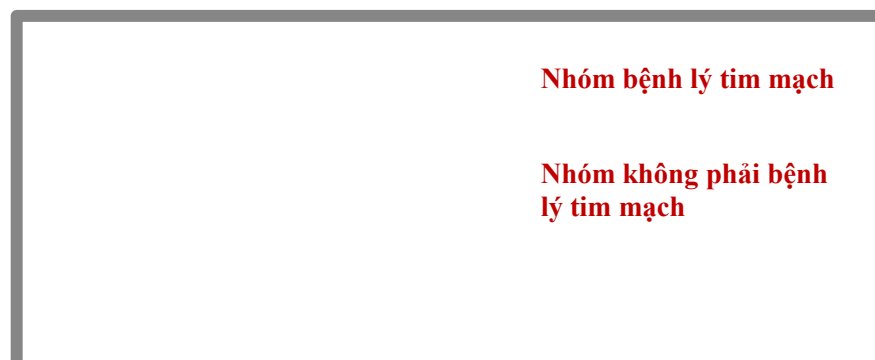 Nhóm bệnh lý tim mạch
Nhóm không phải bệnh
lý tim mạch